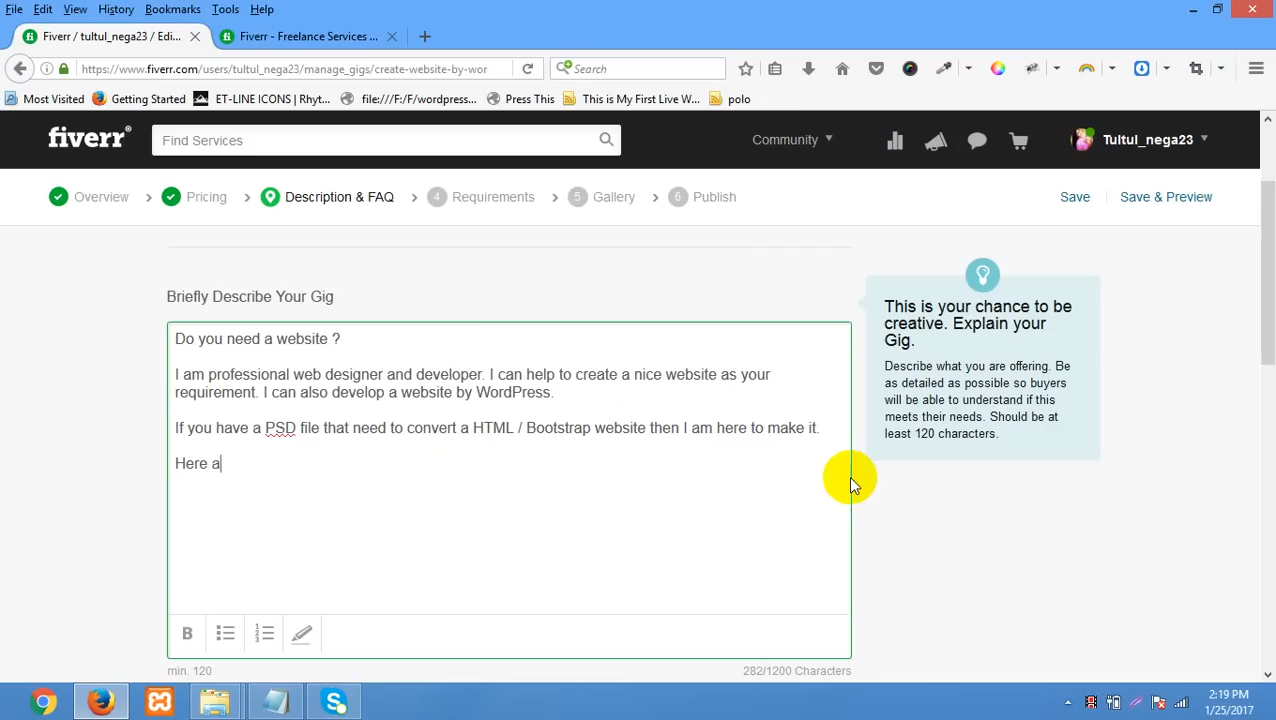 File Edit View History Bookmarks Tools Help
Fiverr / tultul_nega23 / Edi...
Fiverr - Freelance Services ...
https://www.fiverr.com/users/tultul_nega23/manage_gigs/create-website-by-wor
Search
Most Visited Getting Started ET-LINE ICONS | Rhyt... file:///F:/F/wordpress... Press This This is My First Live W... polo
fiverr®
Find Services
Community
Tultul_nega23
Overview Pricing Description & FAQ 4 Requirements 5 Gallery 6 Publish
Save Save & Preview
Briefly Describe Your Gig
Do you need a website ?
I am professional web designer and developer. I can help to create a nice website as your
requirement. I can also develop a website by WordPress.
If you have a PSD file that need to convert a HTML / Bootstrap website then I am here to make it.
Here a
This is your chance to be
creative. Explain your
Gig.
Describe what you are offering. Be
as detailed as possible so buyers
will be able to understand if this
meets their needs. Should be at
least 120 characters.
B
min. 120
282/1200 Characters
2:19 PM
1/25/2017